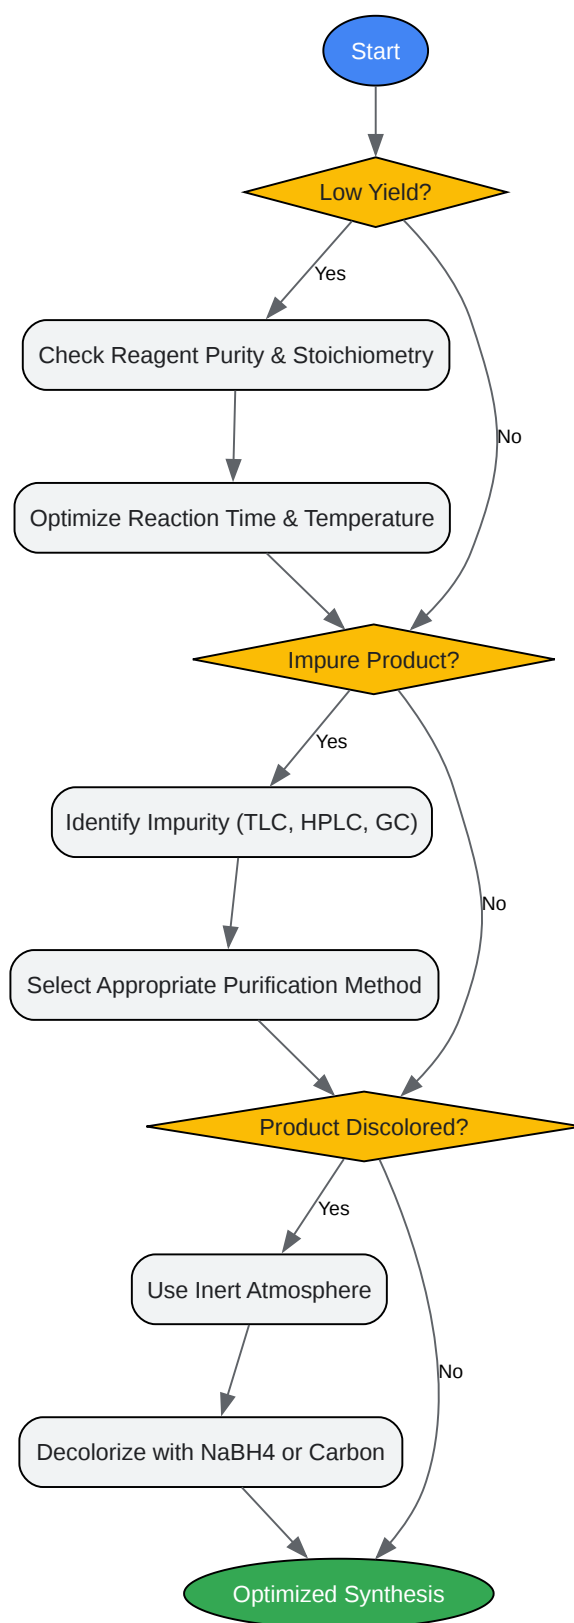 Start
Low Yield?
Yes
Check Reagent Purity & Stoichiometry
No
Optimize Reaction Time & Temperature
Impure Product?
Yes
Identify Impurity (TLC, HPLC, GC)
No
Select Appropriate Purification Method
Product Discolored?
Yes
Use Inert Atmosphere
No
Decolorize with NaBH4 or Carbon
Optimized Synthesis